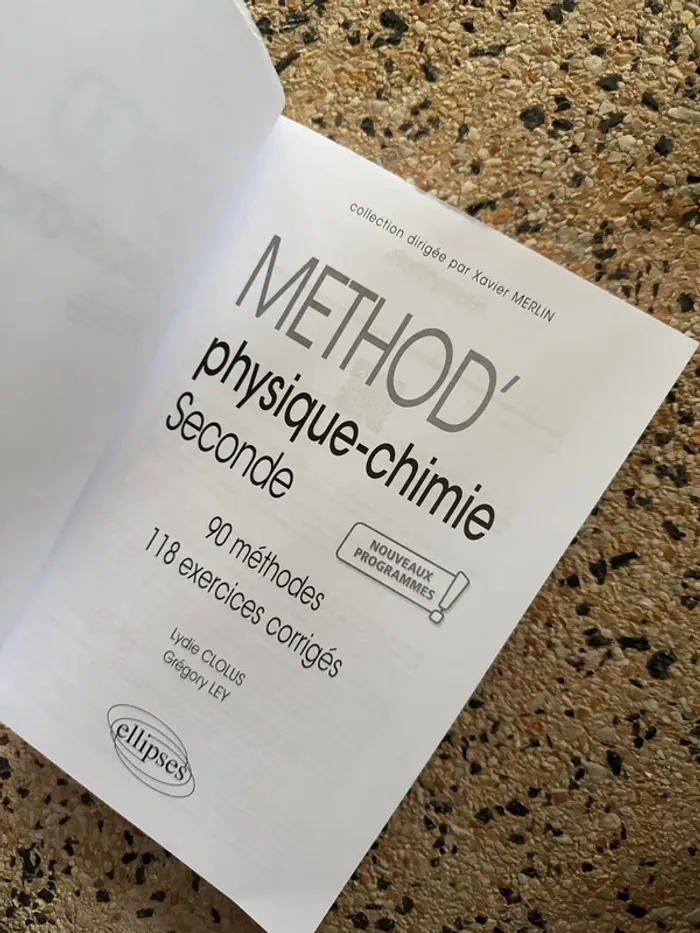 collection dirigée par Xavier MERLIN
METHOD'
physique-chimie
Seconde
NOUVEAUX
PROGRAMMES
90 méthodes
118 exercices corrigés
Lydie CLOLUS
Grégory LEY
ellipses